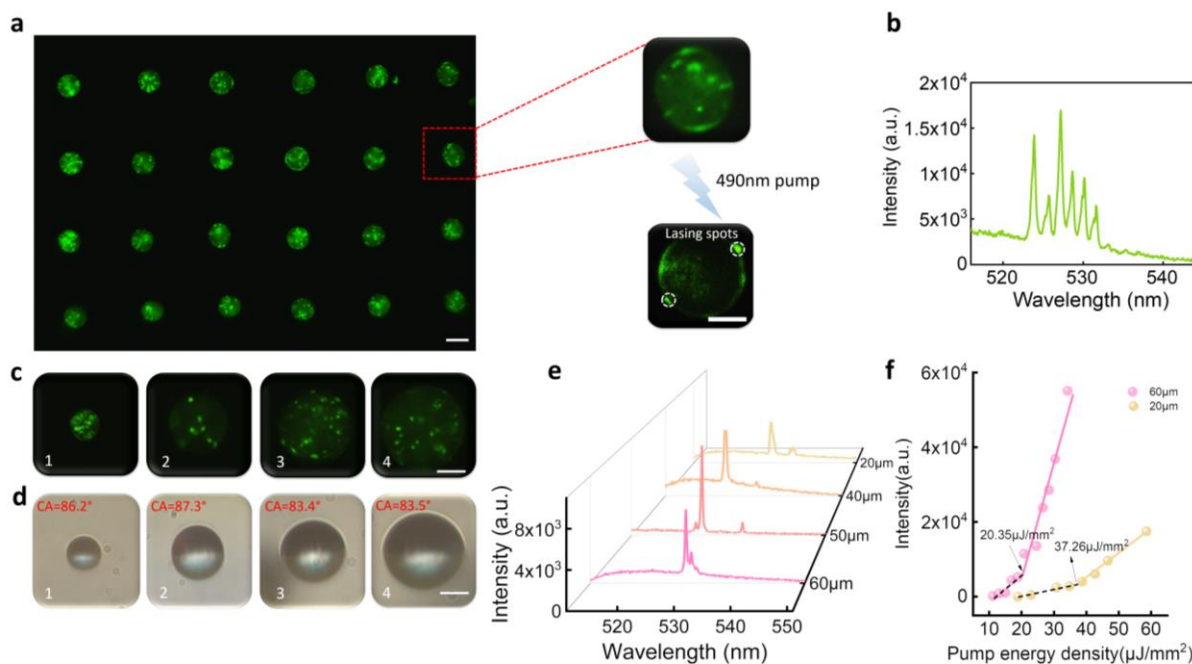 a
490nm pump
Lasing spots
b
2x10⁴
1.5x10⁴
1x10⁴
5x10³
0
Intensity (a.u.)
520 530 540
Wavelength (nm)
c
1 2 3 4
d
CA=86.2° CA=87.3° CA=83.4° CA=83.5°
1 2 3 4
e
Intensity (a.u.)
8x10³
4x10³
0
20μm
40μm
50μm
60μm
520 530 540 550
Wavelength (nm)
f
6x10⁴
4x10⁴
2x10⁴
0
Intensity(a.u.)
60μm
20μm
20.35μJ/mm²
37.26μJ/mm²
10 20 30 40 50 60
Pump energy density(μJ/mm²)